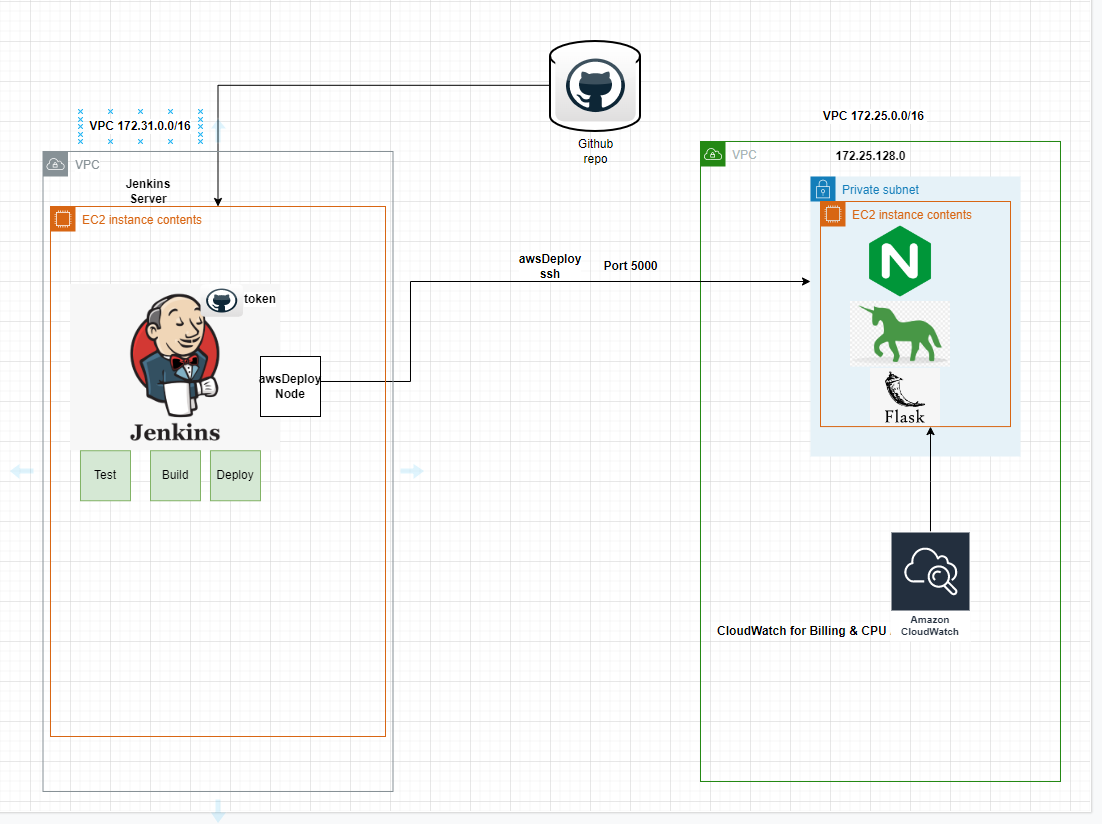 Github
repo
VPC 172.31.0.0/16
VPC
Jenkins
Server
EC2 instance contents
token
awsDeploy
Node
Jenkins
Test
Build
Deploy
awsDeploy
ssh
Port 5000
VPC 172.25.0.0/16
VPC
172.25.128.0
Private subnet
EC2 instance contents
N
Flask
Amazon
CloudWatch
CloudWatch for Billing & CPU